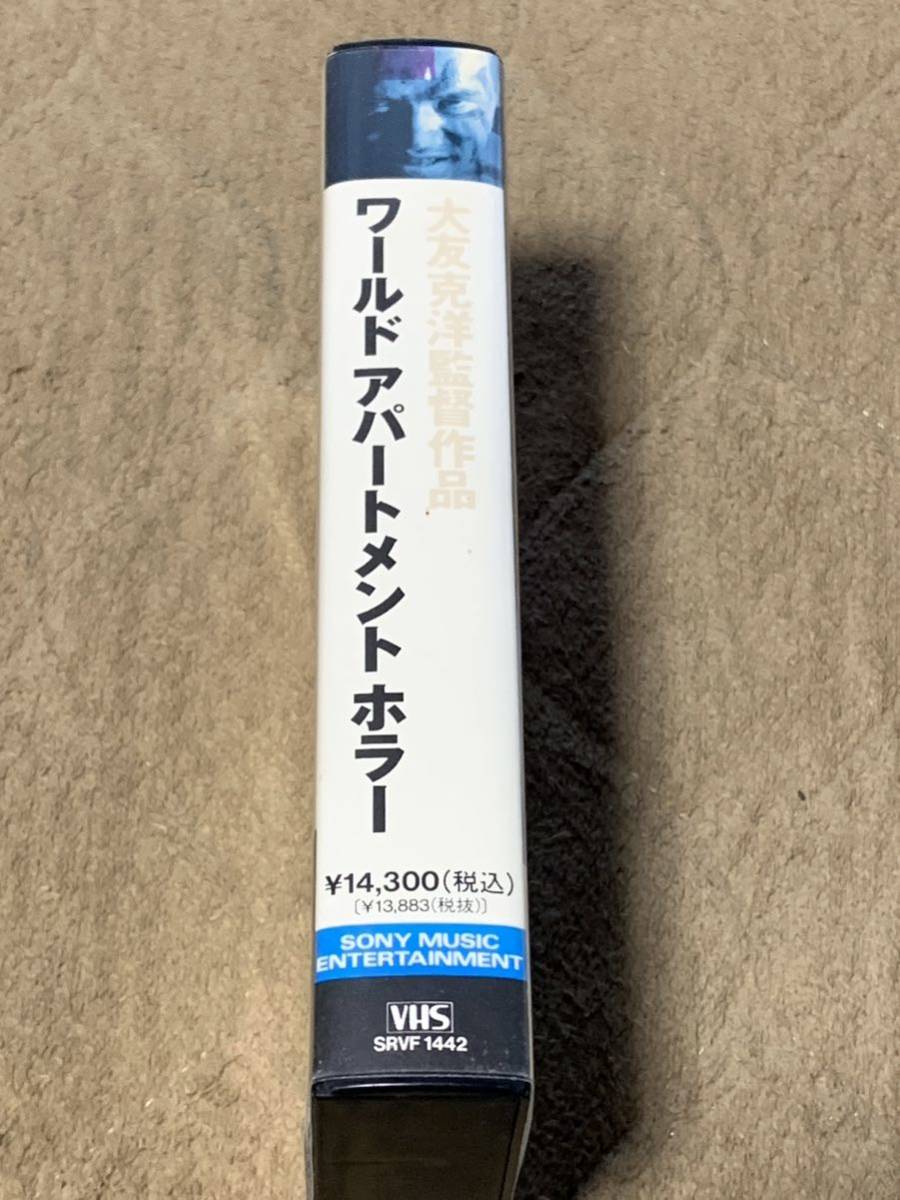 大友克洋監督作品
ワールド アパートメント ホラー
¥14,300(税込)
[¥13,883(税抜)]
SONY MUSIC
ENTERTAINMENT
VHS
SRVF 1442